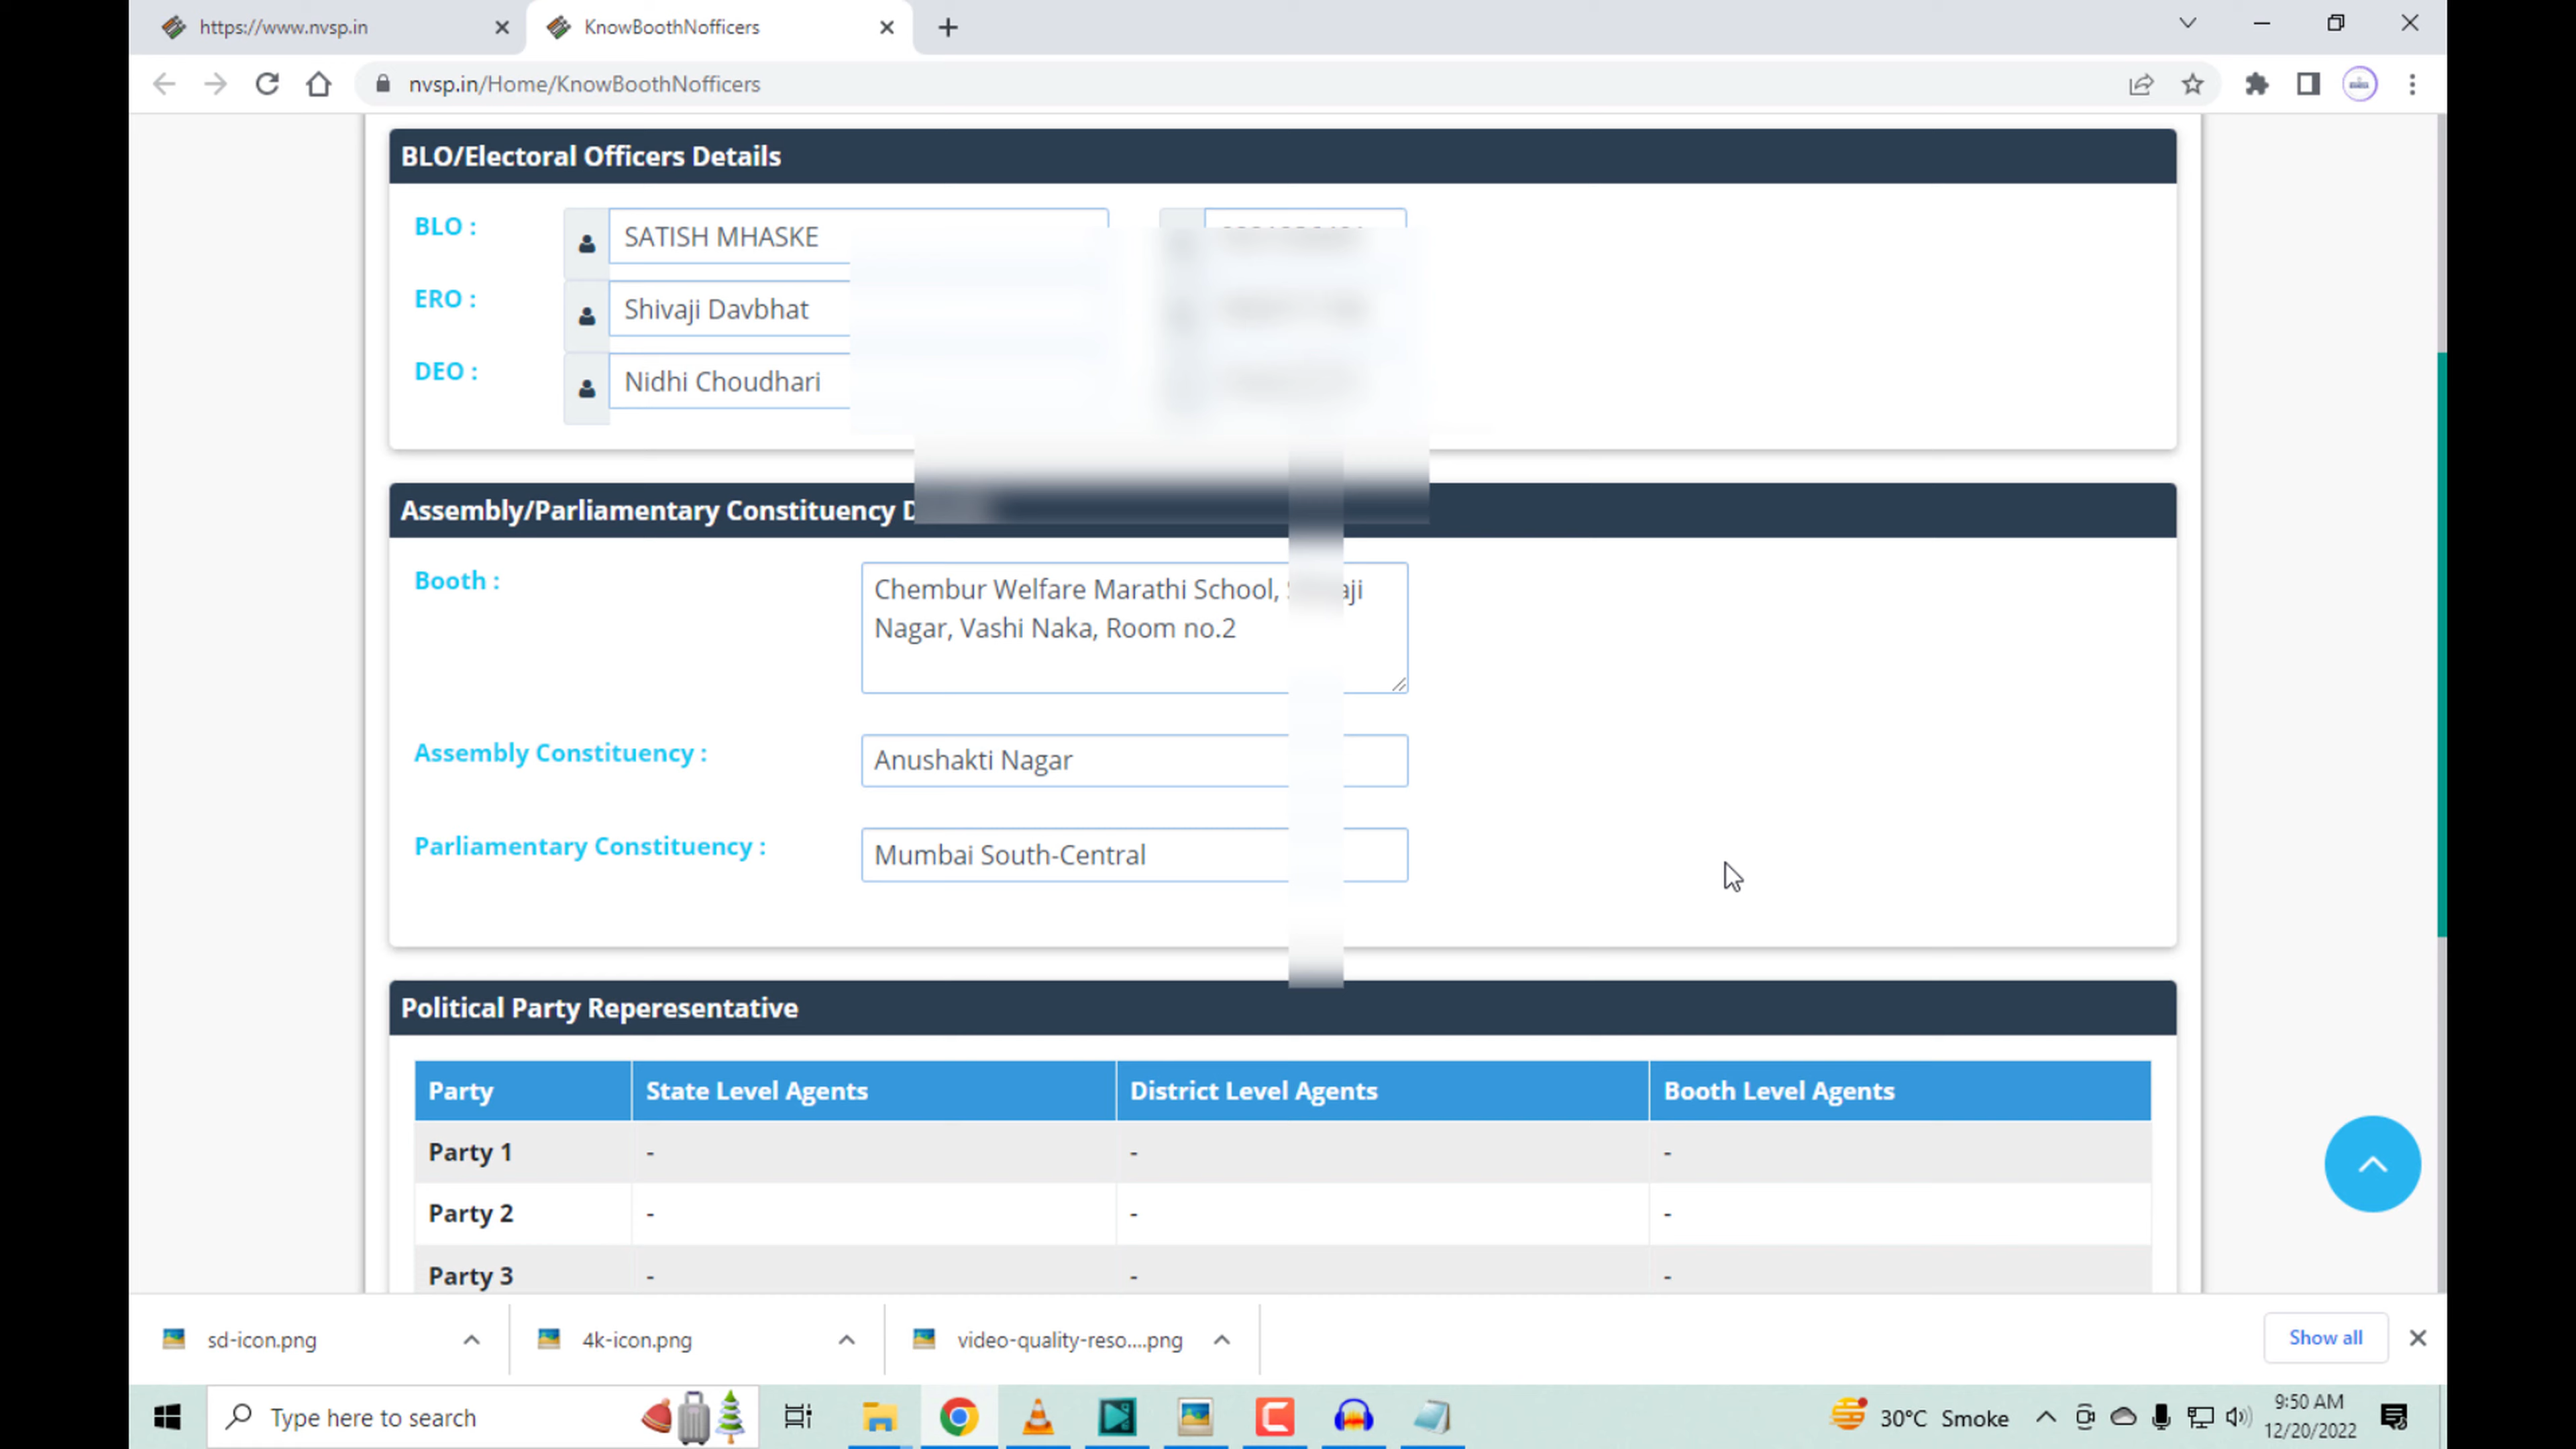 https://www.nvsp.in
KnowBoothNofficers
nvsp.in/Home/KnowBoothNofficers
BLO/Electoral Officers Details
BLO : SATISH MHASKE
ERO : Shivaji Davbhat
DEO : Nidhi Choudhari
Assembly/Parliamentary Constituency
Booth : Chembur Welfare Marathi School,
Nagar, Vashi Naka, Room no.2
Assembly Constituency : Anushakti Nagar
Parliamentary Constituency : Mumbai South-Central
Political Party Reperesentative
Party State Level Agents District Level Agents Booth Level Agents
Party 1 - - -
Party 2 - - -
Party 3 - - -
sd-icon.png 4k-icon.png video-quality-reso....png Show all
Type here to search 30°C Smoke 9:50 AM
12/20/2022